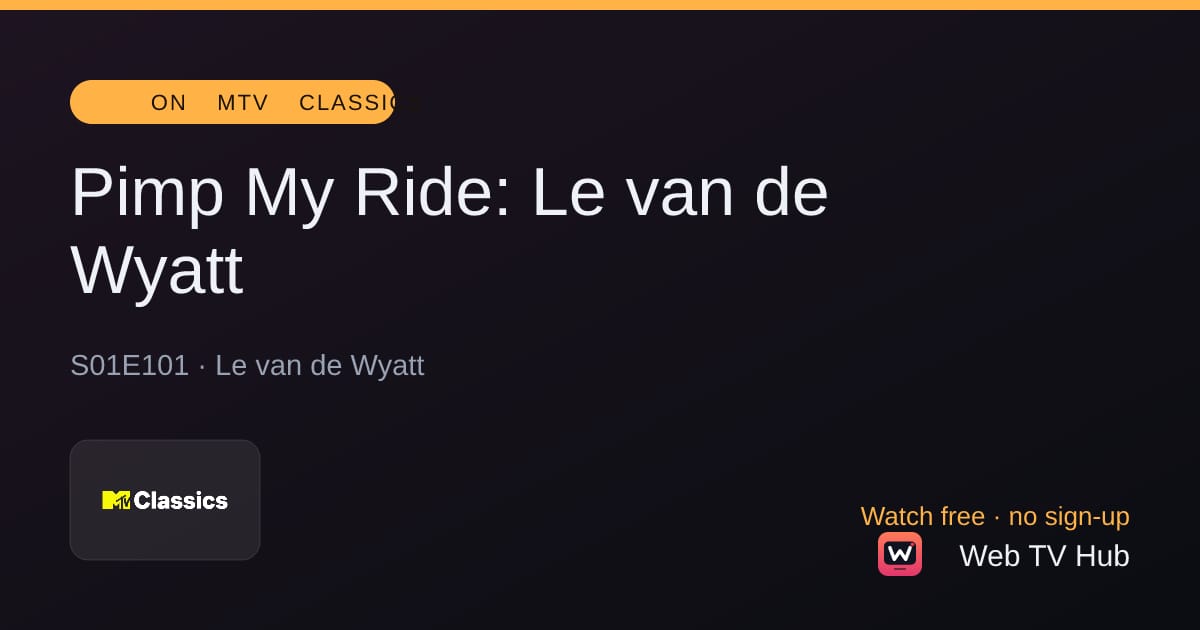 ON MTV CLASSIC
Pimp My Ride: Le van de
Wyatt
S01E101 · Le van de Wyatt
MTV Classics
Watch free · no sign-up
W Web TV Hub